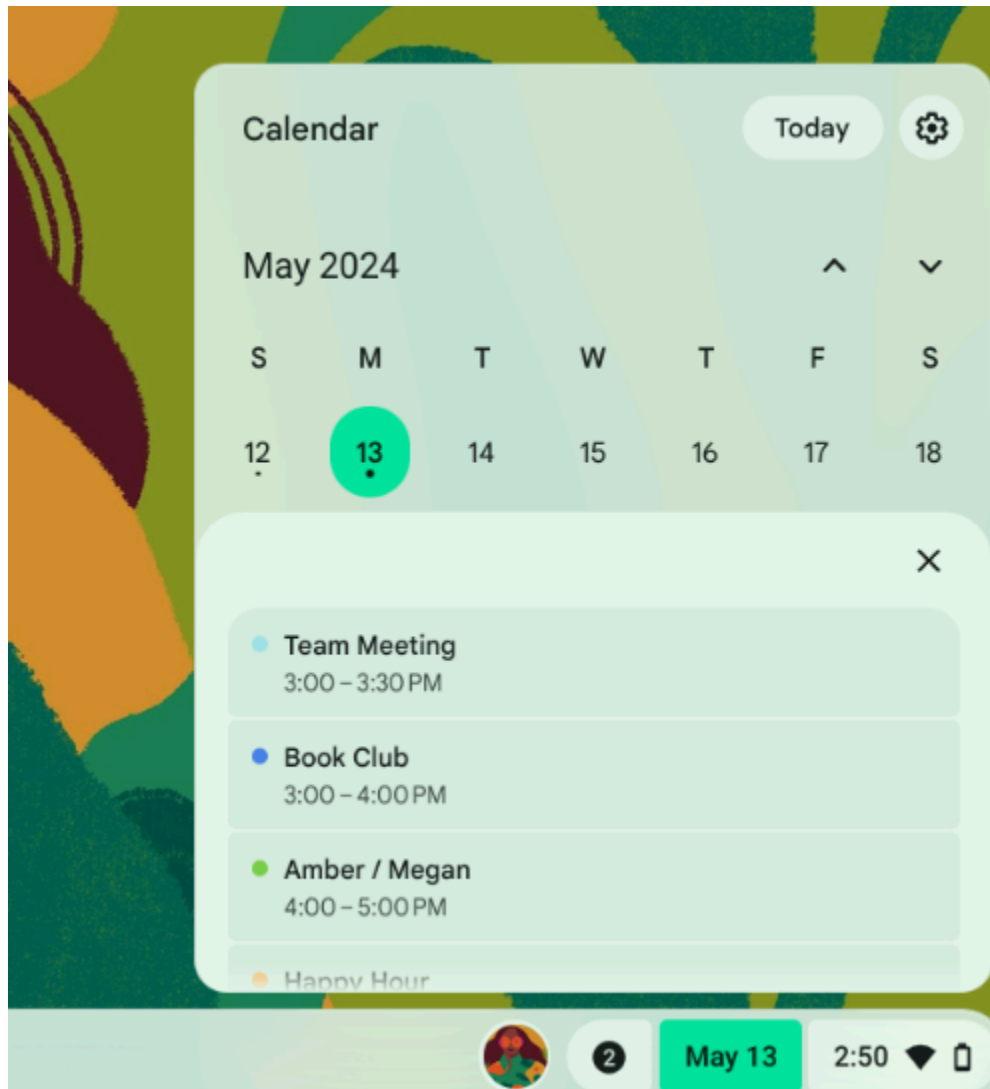 Calendar
Today
May 2024
S M T W T F S
12 13 14 15 16 17 18
Team Meeting
3:00 – 3:30 PM
Book Club
3:00 – 4:00 PM
Amber / Megan
4:00 – 5:00 PM
Happy Hour
2 May 13 2:50